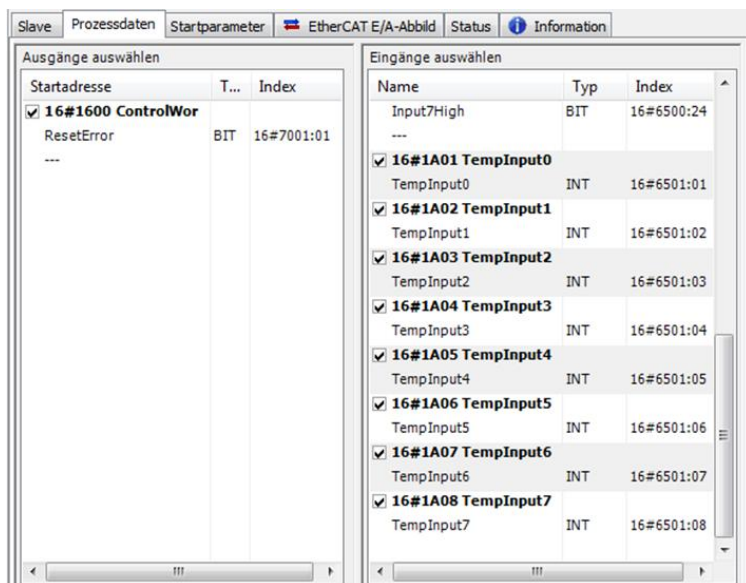 Slave Prozessdaten Startparameter EtherCAT E/A-Abbild Status Information
Ausgänge auswählen
Startadresse T... Index
16#1600 ControlWor
ResetError BIT 16#7001:01
---
Eingänge auswählen
Name Typ Index
Input7High BIT 16#6500:24
---
16#1A01 TempInput0
TempInput0 INT 16#6501:01
16#1A02 TempInput1
TempInput1 INT 16#6501:02
16#1A03 TempInput2
TempInput2 INT 16#6501:03
16#1A04 TempInput3
TempInput3 INT 16#6501:04
16#1A05 TempInput4
TempInput4 INT 16#6501:05
16#1A06 TempInput5
TempInput5 INT 16#6501:06
16#1A07 TempInput6
TempInput6 INT 16#6501:07
16#1A08 TempInput7
TempInput7 INT 16#6501:08